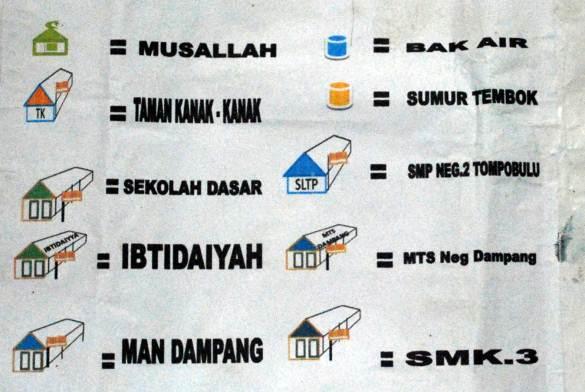 = MUSALLAH
TK = TAMAN KANAK - KANAK
= SEKOLAH DASAR
IBTIDAIYYA = IBTIDAIYAH
= MAN DAMPANG
= BAK AIR
= SUMUR TEMBOK
SLTP = SMP NEG.2 TOMPOBULU
MTS DAMPANG = MTS Neg Dampang
= SMK.3